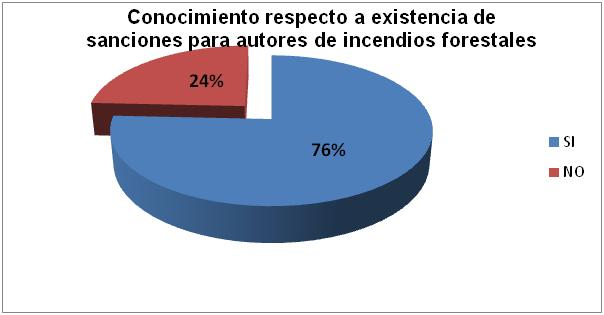 Conocimiento respecto a existencia de
sanciones para autores de incendios forestales
24%
76%
SI
NO